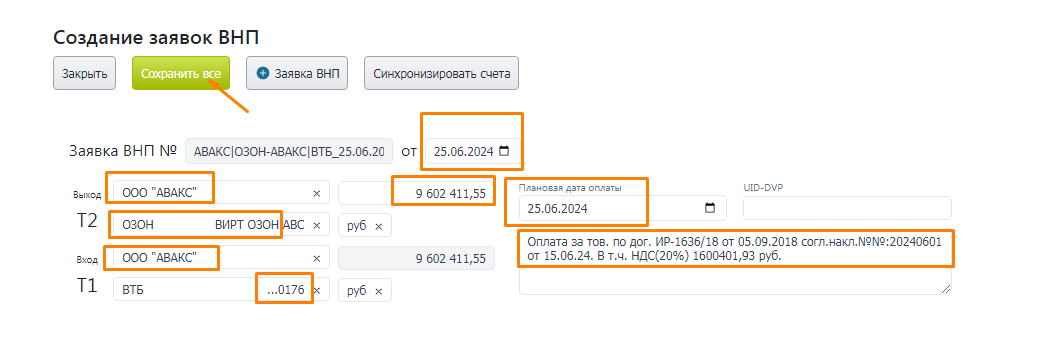 Создание заявок ВНП
Закрыть Сохранить все Заявка ВНП Синхронизировать счета
Заявка ВНП № АВАКС|ОЗОН-АВАКС|ВТБ_25.06.20 от 25.06.2024
Выход ООО "АВАКС" × 9 602 411,55 Плановая дата оплаты UID-DVP
25.06.2024
Т2 ОЗОН ВИРТ ОЗОН АВС × руб ×
Вход ООО "АВАКС" × 9 602 411,55 Оплата за тов. по дог. ИР-1636/18 от 05.09.2018 согл.накл.№№:20240601
от 15.06.24. В т.ч. НДС(20%) 1600401,93 руб.
Т1 ВТБ ...0176 × руб ×